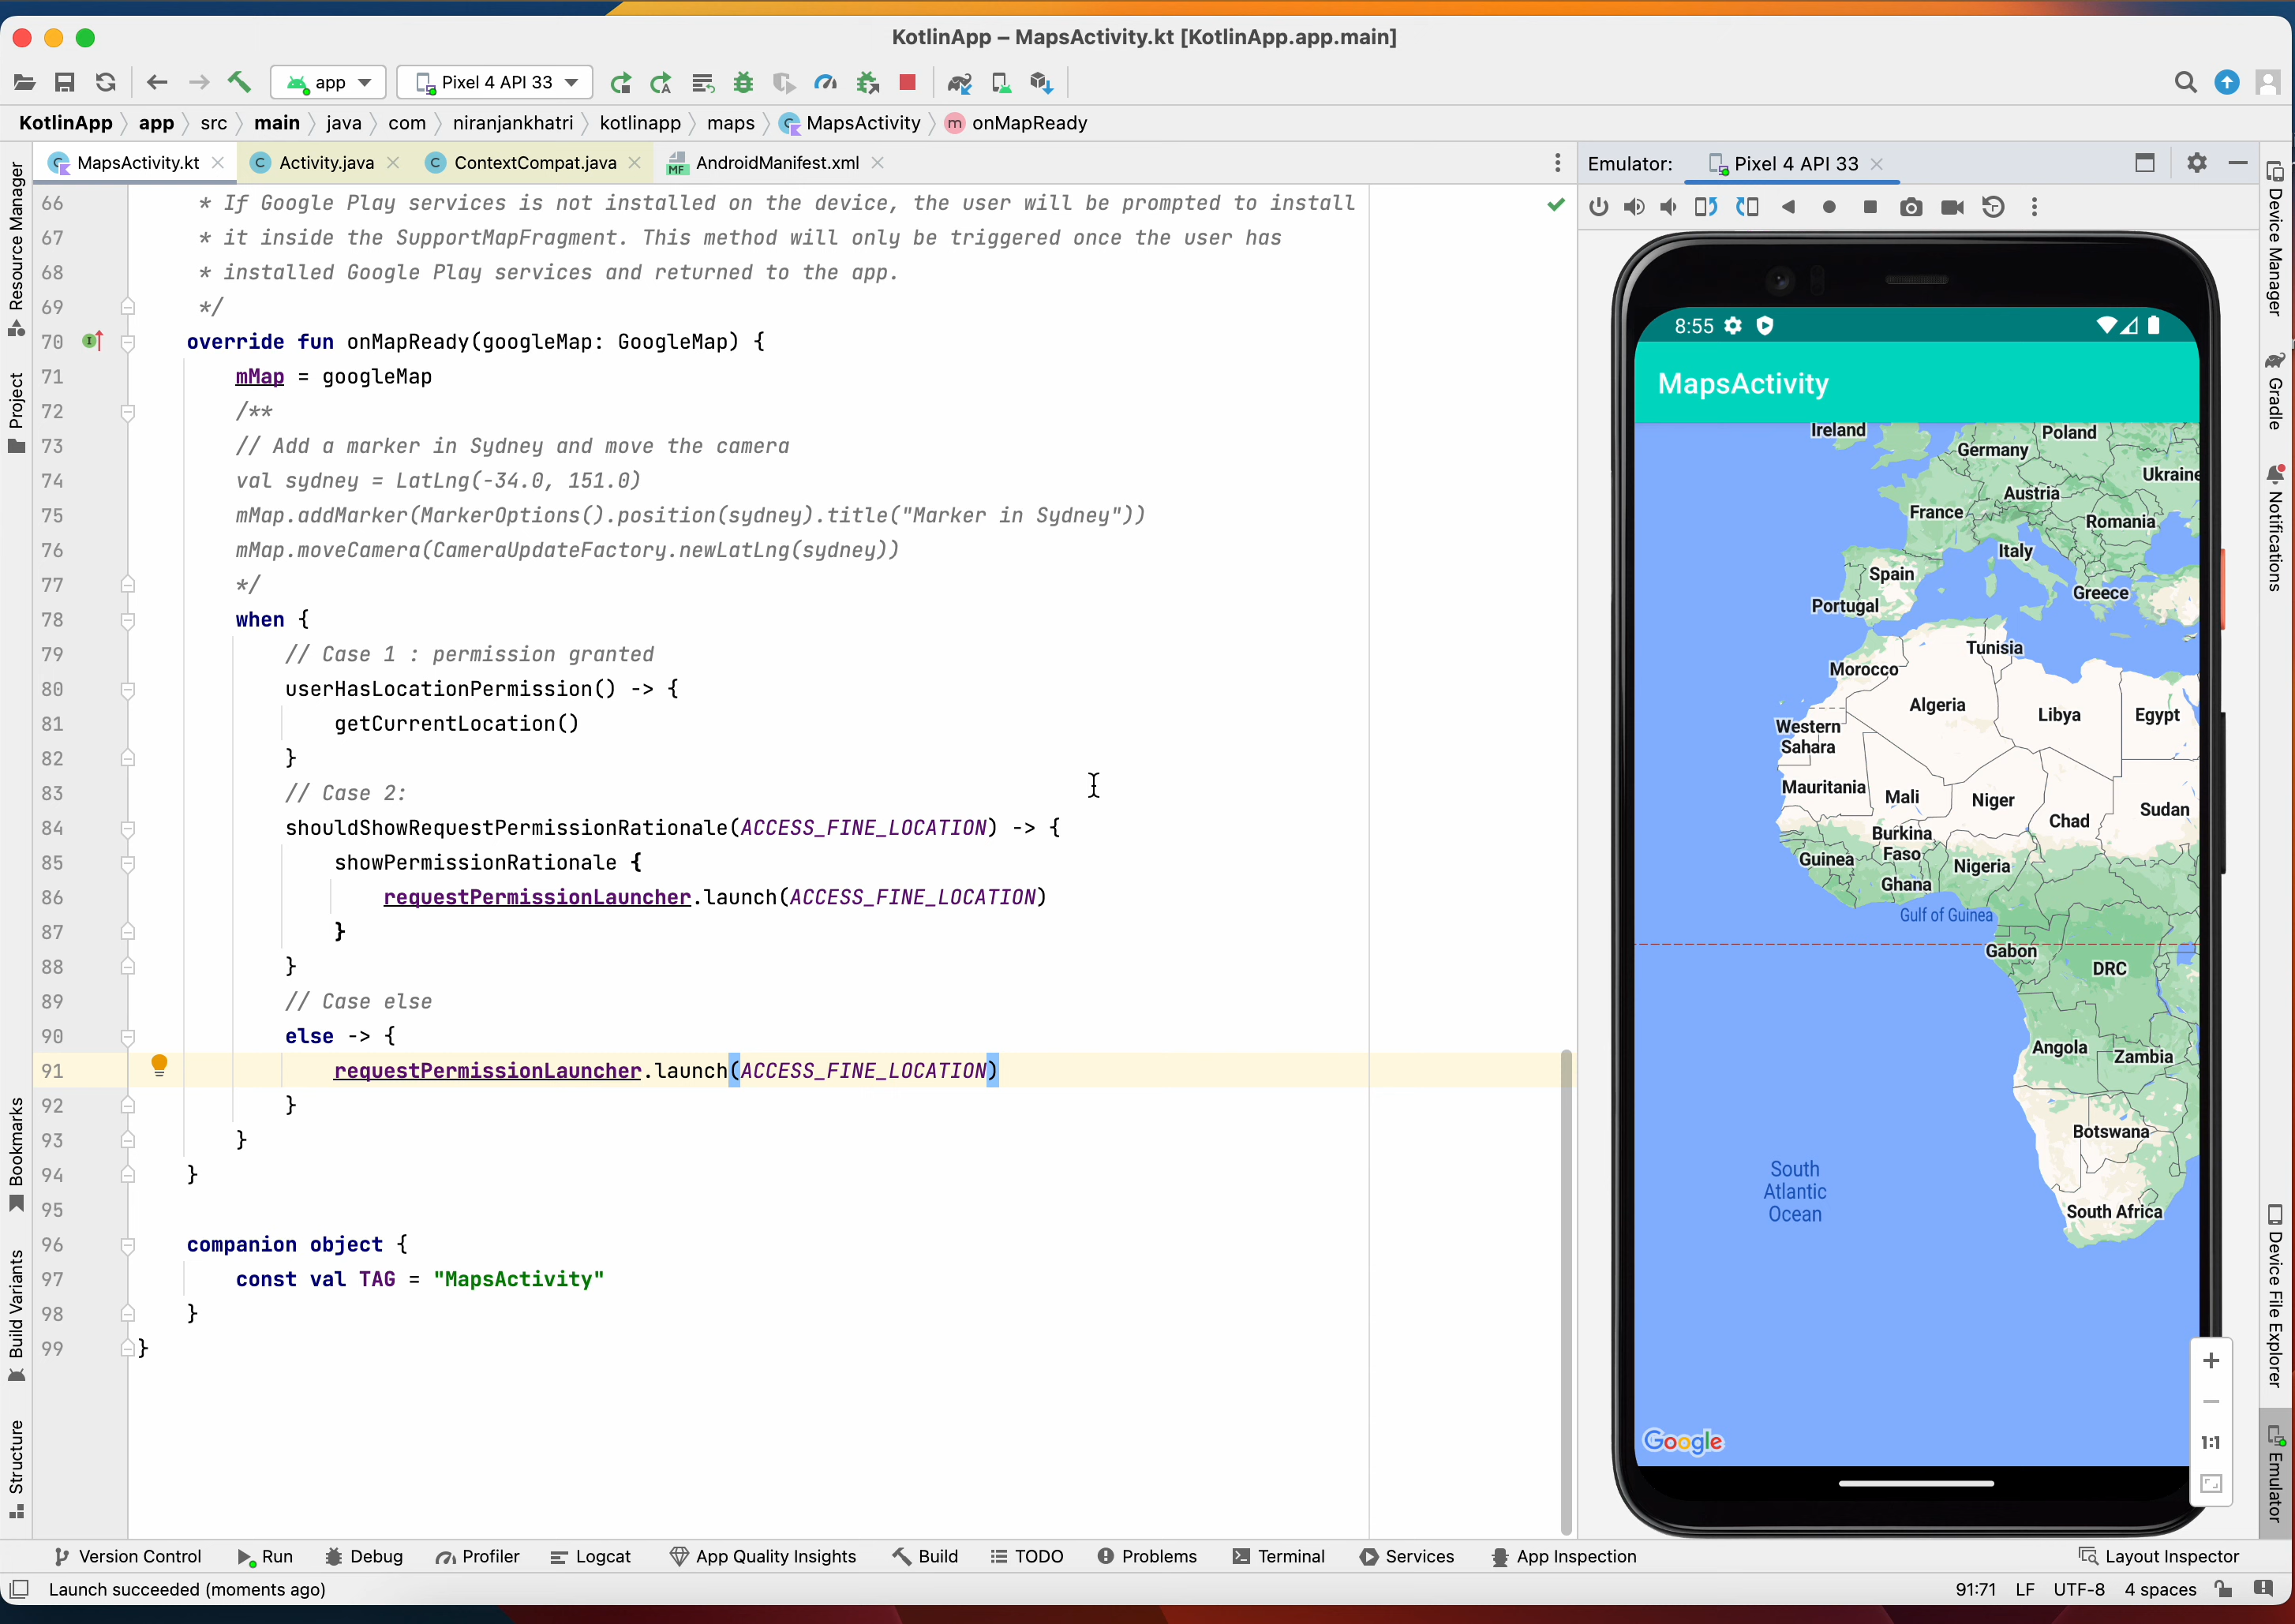 KotlinApp – MapsActivity.kt [KotlinApp.app.main]
app
Pixel 4 API 33
KotlinApp app src main java com niranjankhatri kotlinapp maps MapsActivity m onMapReady
MapsActivity.kt
Activity.java
ContextCompat.java
AndroidManifest.xml
Emulator: Pixel 4 API 33
66 * If Google Play services is not installed on the device, the user will be prompted to install
67 * it inside the SupportMapFragment. This method will only be triggered once the user has
68 * installed Google Play services and returned to the app.
69 */
70 override fun onMapReady(googleMap: GoogleMap) {
71 mMap = googleMap
72 /**
73 // Add a marker in Sydney and move the camera
74 val sydney = LatLng(-34.0, 151.0)
75 mMap.addMarker(MarkerOptions().position(sydney).title("Marker in Sydney"))
76 mMap.moveCamera(CameraUpdateFactory.newLatLng(sydney))
77 */
78 when {
79 // Case 1 : permission granted
80 userHasLocationPermission() -> {
81 getCurrentLocation()
82 }
83 // Case 2:
84 shouldShowRequestPermissionRationale(ACCESS_FINE_LOCATION) -> {
85 showPermissionRationale {
86 requestPermissionLauncher.launch(ACCESS_FINE_LOCATION)
87 }
88 }
89 // Case else
90 else -> {
91 requestPermissionLauncher.launch(ACCESS_FINE_LOCATION)
92 }
93 }
94 }
95
96 companion object {
97 const val TAG = "MapsActivity"
98 }
99 }
Resource Manager
Project
Bookmarks
Build Variants
Structure
8:55
MapsActivity
Ireland
Poland
Germany
Ukraine
Austria
France
Romania
Italy
Spain
Greece
Portugal
Tunisia
Morocco
Algeria
Libya
Egypt
Western
Sahara
Mauritania
Mali
Niger
Chad
Sudan
Burkina
Faso
Guinea
Nigeria
Ghana
Gulf of Guinea
Gabon
DRC
Angola
Zambia
Botswana
South
Atlantic
Ocean
South Africa
Google
1:1
Device Manager
Gradle
Notifications
Device File Explorer
Emulator
Version Control Run Debug Profiler Logcat App Quality Insights Build TODO Problems Terminal Services App Inspection Layout Inspector
Launch succeeded (moments ago) 91:71 LF UTF-8 4 spaces